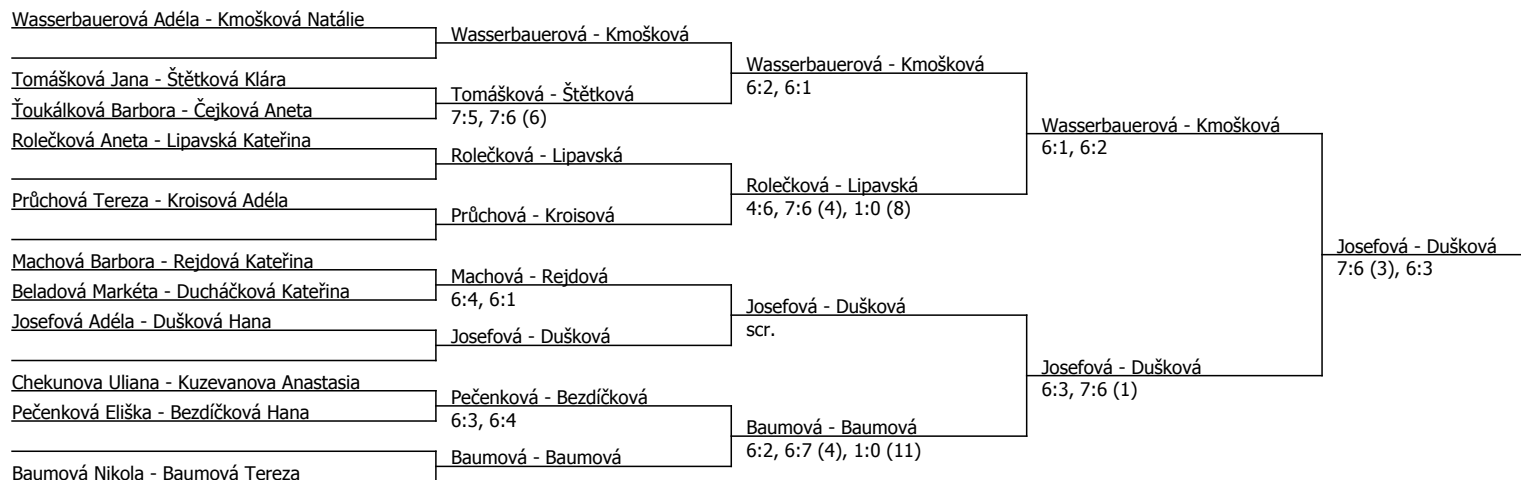 Wasserbauerová Adéla - Kmošková Natálie
Tomášková Jana - Štětková Klára
Ťoukálková Barbora - Čejková Aneta
Rolečková Aneta - Lipavská Kateřina
Průchová Tereza - Kroisová Adéla
Machová Barbora - Rejdová Kateřina
Beladová Markéta - Ducháčková Kateřina
Josefová Adéla - Dušková Hana
Chekunova Uliana - Kuzevanova Anastasia
Pečenková Eliška - Bezdíčková Hana
Baumová Nikola - Baumová Tereza
Wasserbauerová - Kmošková
Tomášková - Štětková
7:5, 7:6 (6)
Rolečková - Lipavská
Průchová - Kroisová
Machová - Rejdová
6:4, 6:1
Josefová - Dušková
Pečenková - Bezdíčková
6:3, 6:4
Baumová - Baumová
Wasserbauerová - Kmošková
6:2, 6:1
Rolečková - Lipavská
4:6, 7:6 (4), 1:0 (8)
Josefová - Dušková
scr.
Baumová - Baumová
6:2, 6:7 (4), 1:0 (11)
Wasserbauerová - Kmošková
6:1, 6:2
Josefová - Dušková
6:3, 7:6 (1)
Josefová - Dušková
7:6 (3), 6:3